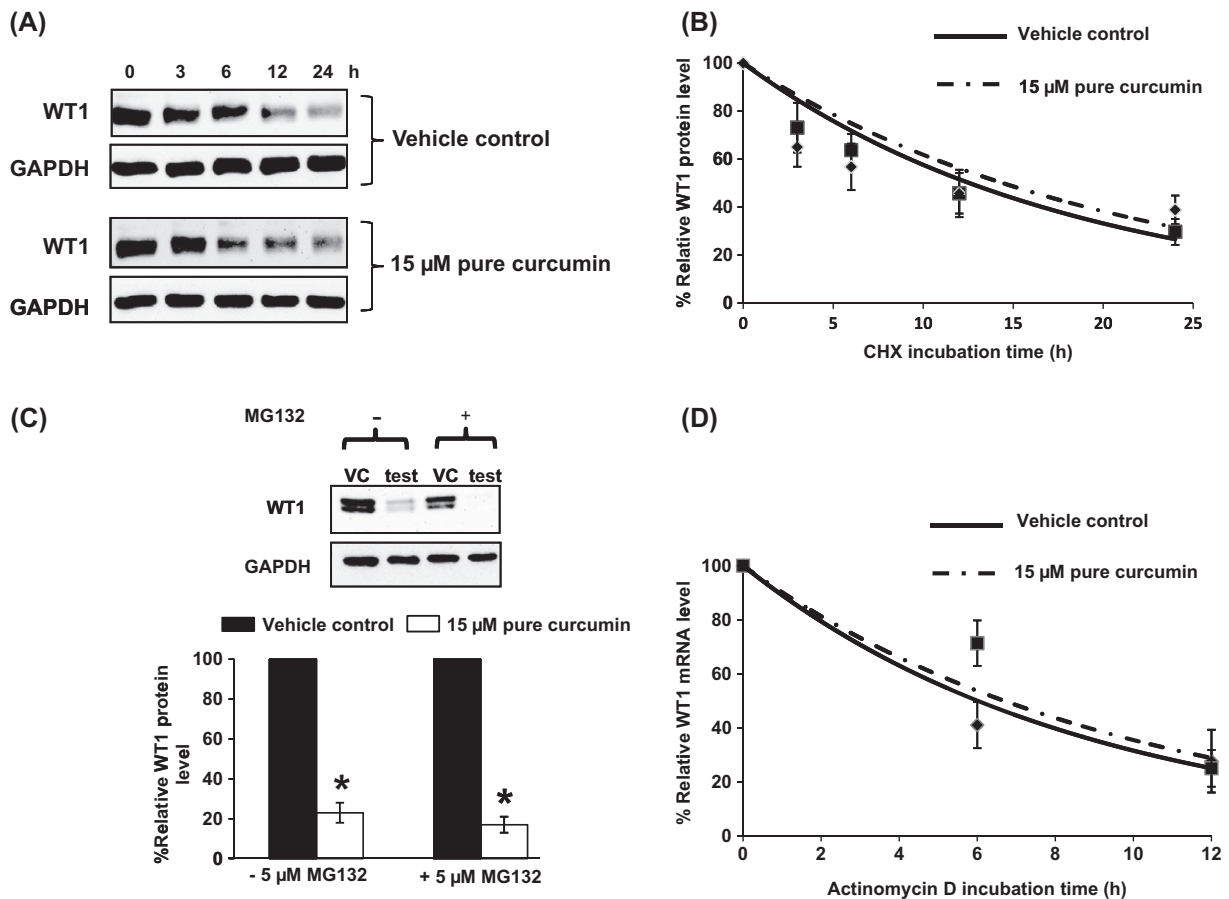 (A)
0 3 6 12 24 h
WT1
GAPDH
Vehicle control
WT1
GAPDH
15 µM pure curcumin
(B)
Vehicle control
15 µM pure curcumin
% Relative WT1 protein level
100
80
60
40
20
0
0 5 10 15 20 25
CHX incubation time (h)
(C)
MG132 – +
VC test VC test
WT1
GAPDH
Vehicle control 15 µM pure curcumin
%Relative WT1 protein
level
100
80
60
40
20
0
* *
- 5 µM MG132 + 5 µM MG132
(D)
Vehicle control
15 µM pure curcumin
% Relative WT1 mRNA level
100
80
60
40
20
0
0 2 4 6 8 10 12
Actinomycin D incubation time (h)